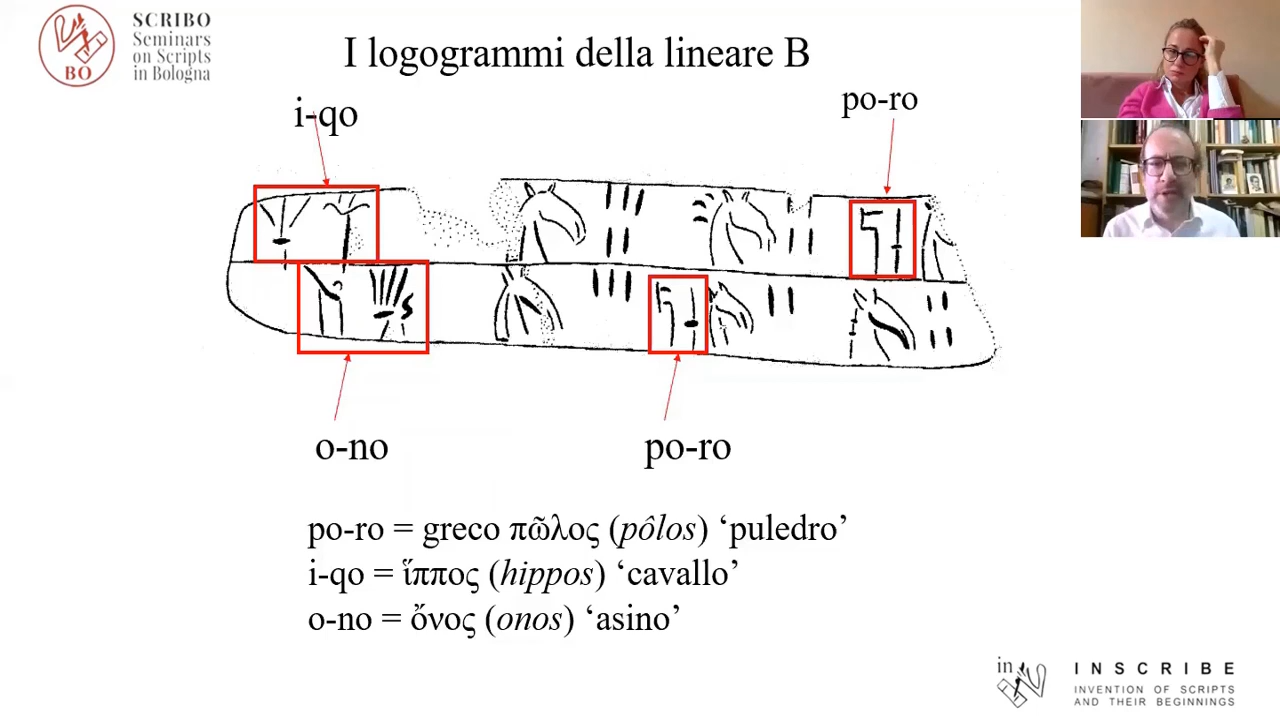 SCRIBO
Seminars
on Scripts
in Bologna
BO
I logogrammi della lineare B
i-qo
po-ro
o-no
po-ro
po-ro = greco πῶλος (pôlos) ‘puledro’
i-qo = ἵππος (hippos) ‘cavallo’
o-no = ὄνος (onos) ‘asino’
in
INSCRIBE
INVENTION OF SCRIPTS
AND THEIR BEGINNINGS